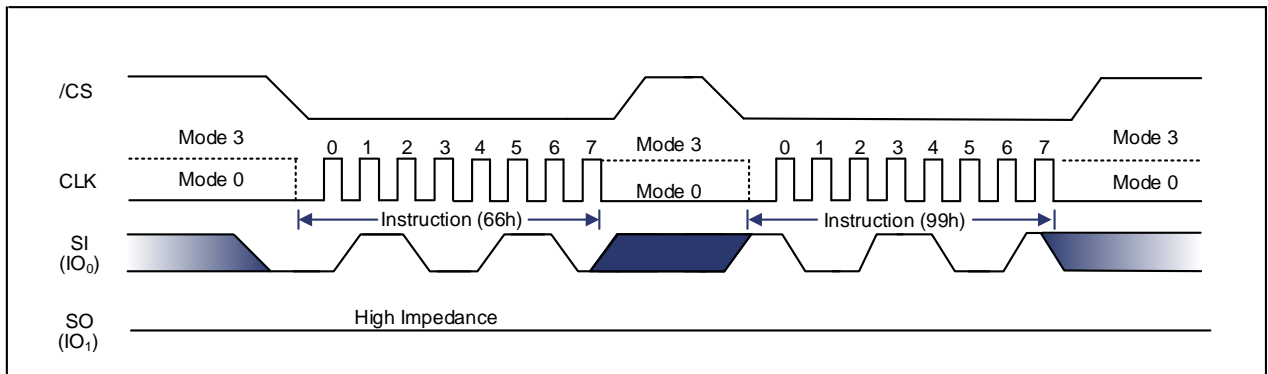 /CS
Mode 3 0 1 2 3 4 5 6 7 Mode 3 0 1 2 3 4 5 6 7 Mode 3
CLK Mode 0 Mode 0 Mode 0
Instruction (66h) Instruction (99h)
SI
(IO₀)
High Impedance
SO
(IO₁)